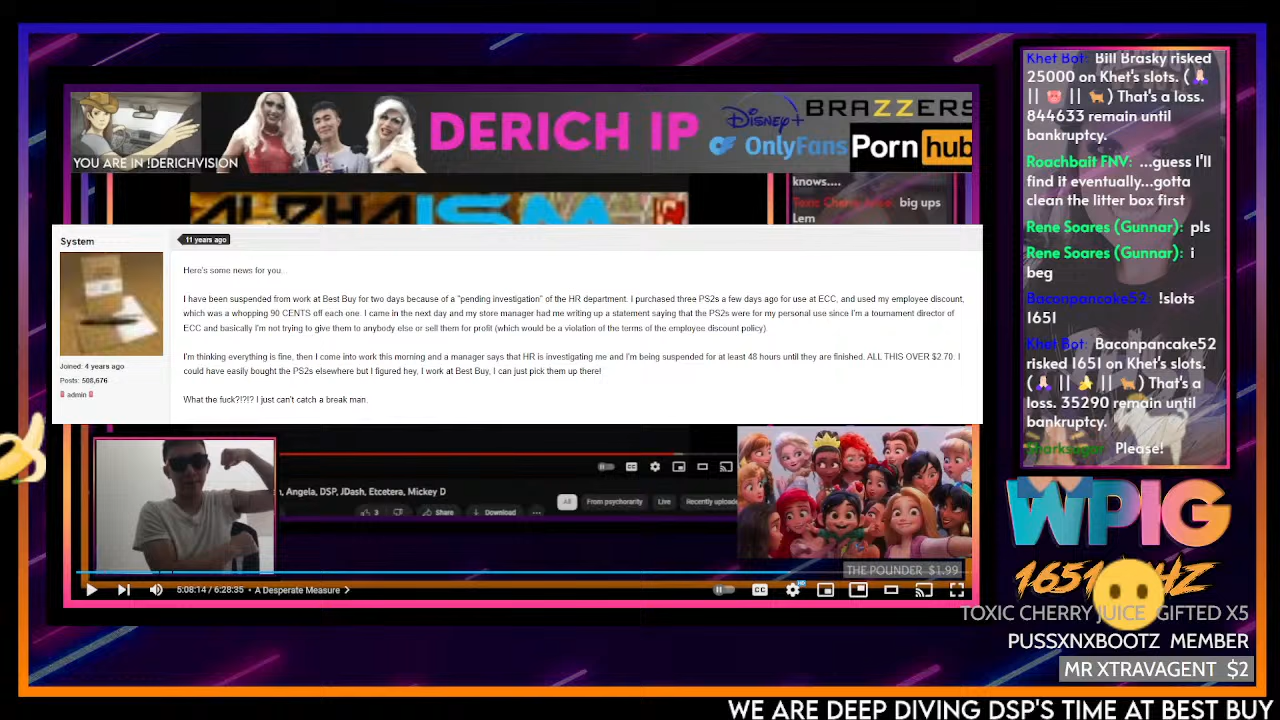 YOU ARE IN !DERICHVISION
DERICH IP
Disney+
BRAZZERS
OnlyFans
Porn hub
ALPHA ISM
knows....
big ups
Lem
System
11 years ago
Here's some news for you..
I have been suspended from work at Best Buy for two days because of a "pending investigation" of the HR department. I purchased three PS2s a few days ago for use at ECC, and used my employee discount,
which was a whopping 90 CENTS off each one. I came in the next day and my store manager had me writing up a statement saying that the PS2s were for my personal use since I'm a tournament director of
ECC and basically I'm not trying to give them to anybody else or sell them for profit (which would be a violation of the terms of the employee discount policy).
I'm thinking everything is fine, then I come into work this morning and a manager says that HR is investigating me and I'm being suspended for at least 48 hours until they are finished. ALL THIS OVER $2.70. I
could have easily bought the PS2s elsewhere but I figured hey, I work at Best Buy, I can just pick them up there!
What the fuck?!?!? I just can't catch a break man.
Joined: 4 years ago
Posts: 508,676
admin
, Angela, DSP, JDash, Etcetera, Mickey D
3
Share
Download
All
From psychorarity
Live
Recently uploade
THE POUNDER $1.99
5:08:14 / 6:28:35 • A Desperate Measure
CC
HD
Khet Bot: Bill Brasky risked
25000 on Khet's slots. (
|| || ) That's a loss.
844633 remain until
bankruptcy.
Roachbait FNV: ...guess I'll
find it eventually...gotta
clean the litter box first
Rene Soares (Gunnar): pls
Rene Soares (Gunnar): i
beg
Baconpancake52: !slots
1651
Khet Bot: Baconpancake52
risked 1651 on Khet's slots.
( || || ) That's a
loss. 35290 remain until
bankruptcy.
Please!
WPIG
1651 HZ
TOXIC CHERRY JUICE GIFTED X5
PUSSXNXBOOTZ MEMBER
MR XTRAVAGENT $2
WE ARE DEEP DIVING DSP'S TIME AT BEST BUY